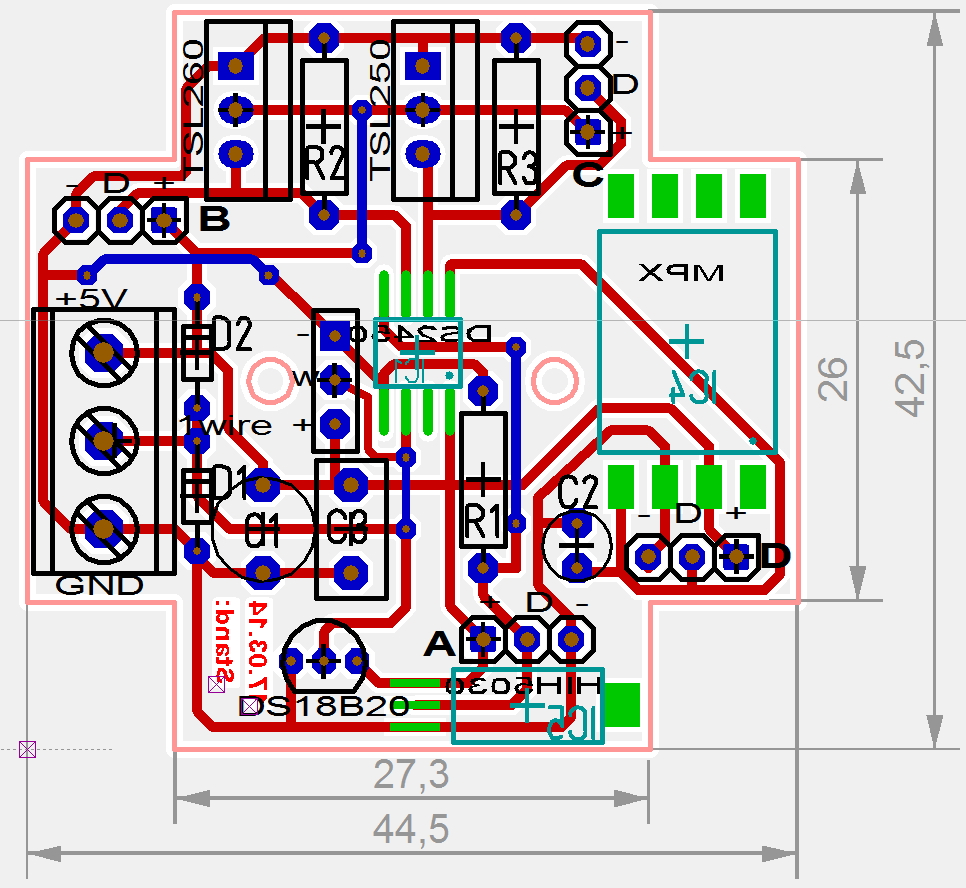 TSL260
TSL250
R2
R3
-
D
+
C
- D +
B
MPX
+5V
D2
-
w
+
DS2450
IC1
IC4
26
42,5
1wire
D1
C1
C3
R1
C2
- D +
D
GND
+ D -
A
Stand:
17.03.14
DS18B20
HIH5030
IC5
27,3
44,5